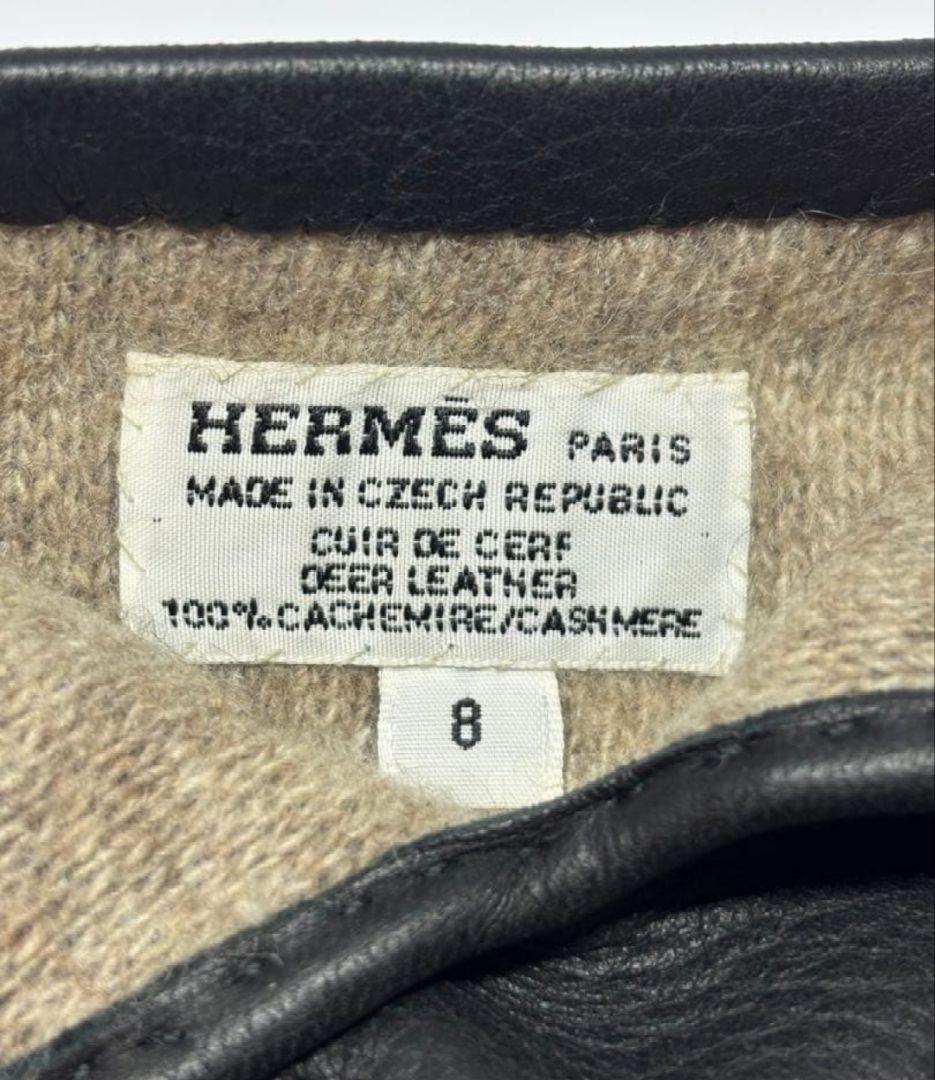 HERMÈS PARIS
MADE IN CZECH REPUBLIC
CUIR DE CERF
DEER LEATHER
100% CACHEMIRE/CASHMERE
8